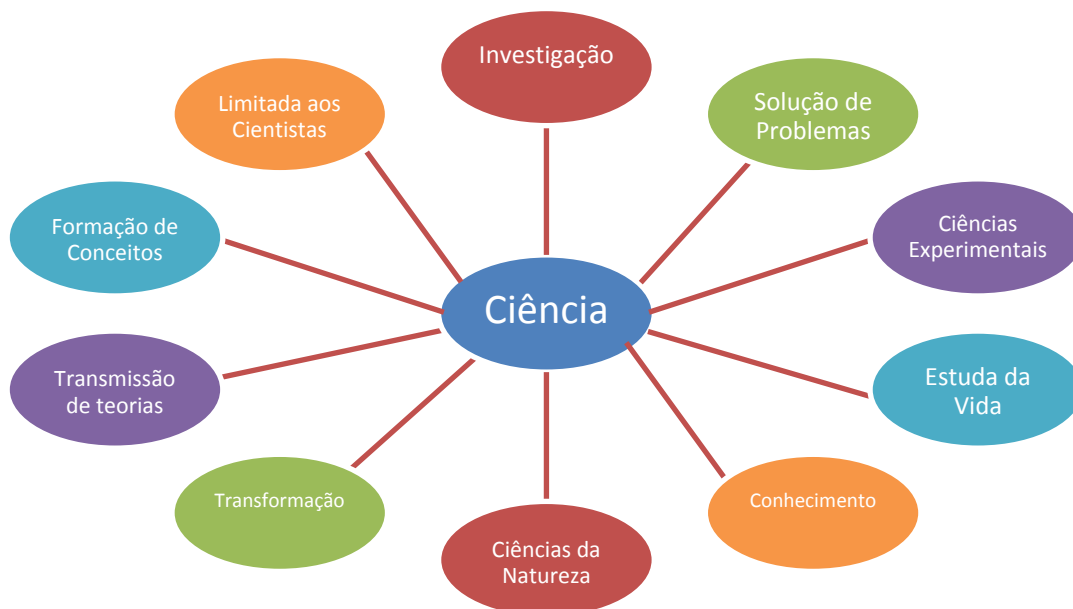 Investigação
Limitada aos
Cientistas
Solução de
Problemas
Formação de
Conceitos
Ciências
Experimentais
Ciência
Transmissão
de teorias
Estuda da
Vida
Transformação
Conhecimento
Ciências da
Natureza